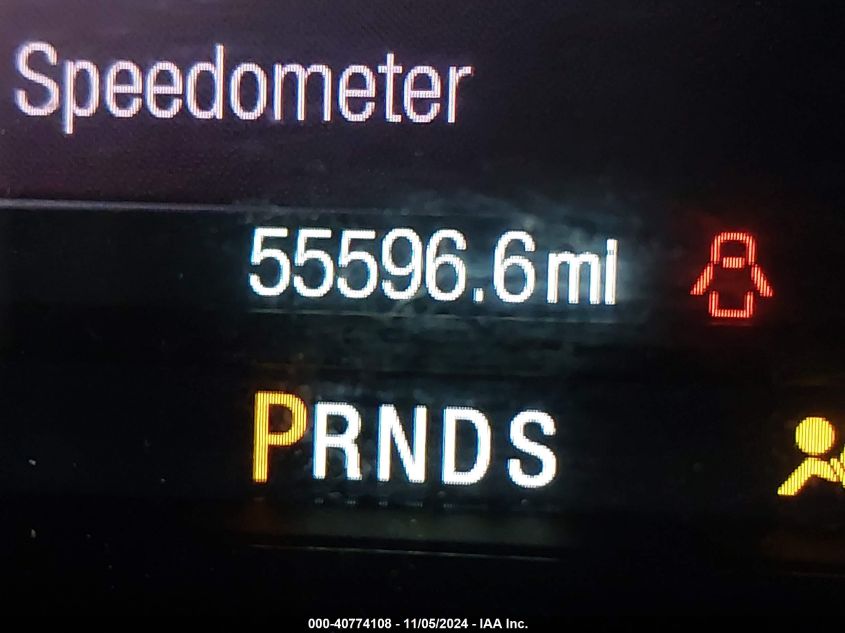 Speedometer
55596.6 mi
PRNDS
000-40774108 - 11/05/2024 - IAA Inc.